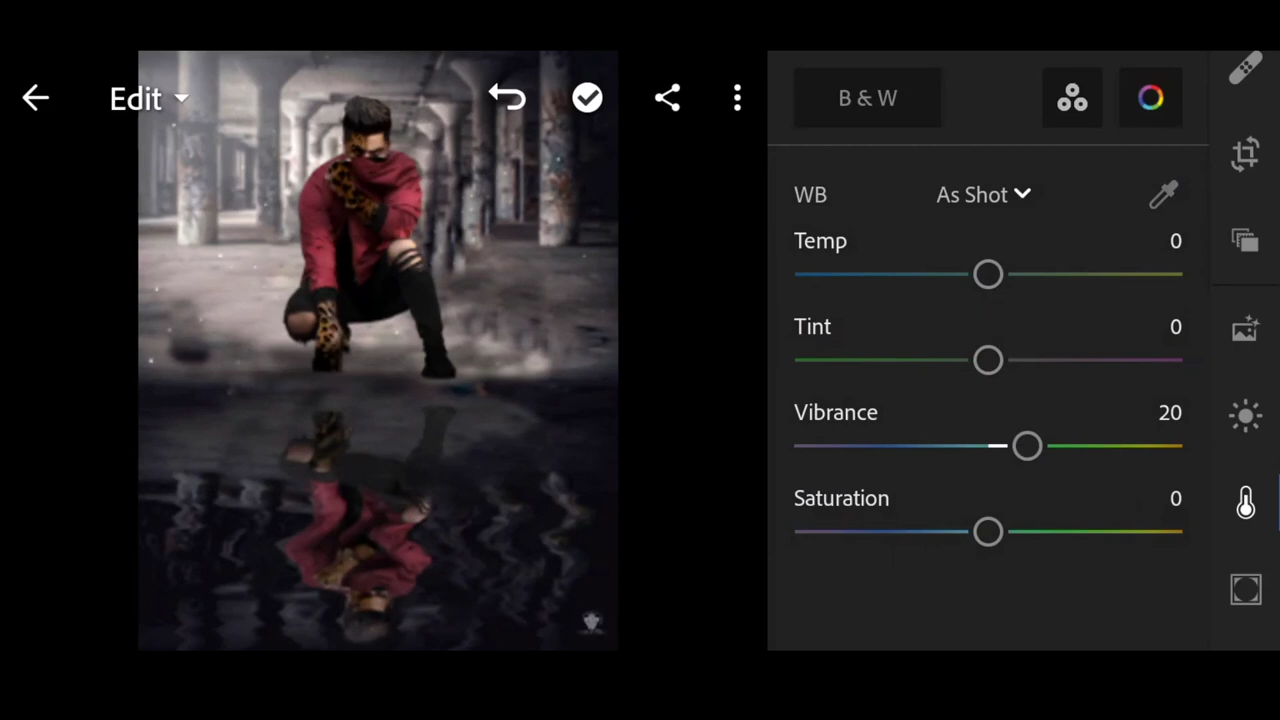 Edit
B & W
WB As Shot
Temp 0
Tint 0
Vibrance 20
Saturation 0